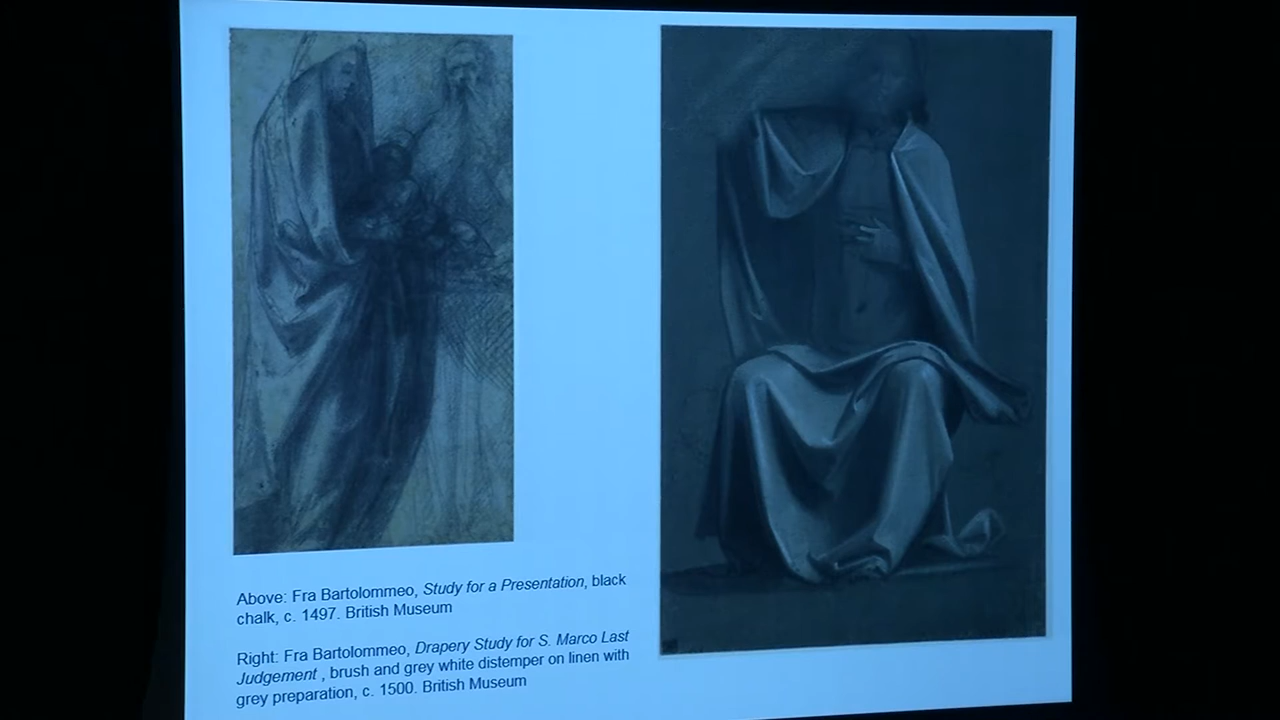 Above: Fra Bartolommeo, Study for a Presentation, black
chalk, c. 1497. British Museum
Right: Fra Bartolommeo, Drapery Study for S. Marco Last
Judgement , brush and grey white distemper on linen with
grey preparation, c. 1500. British Museum